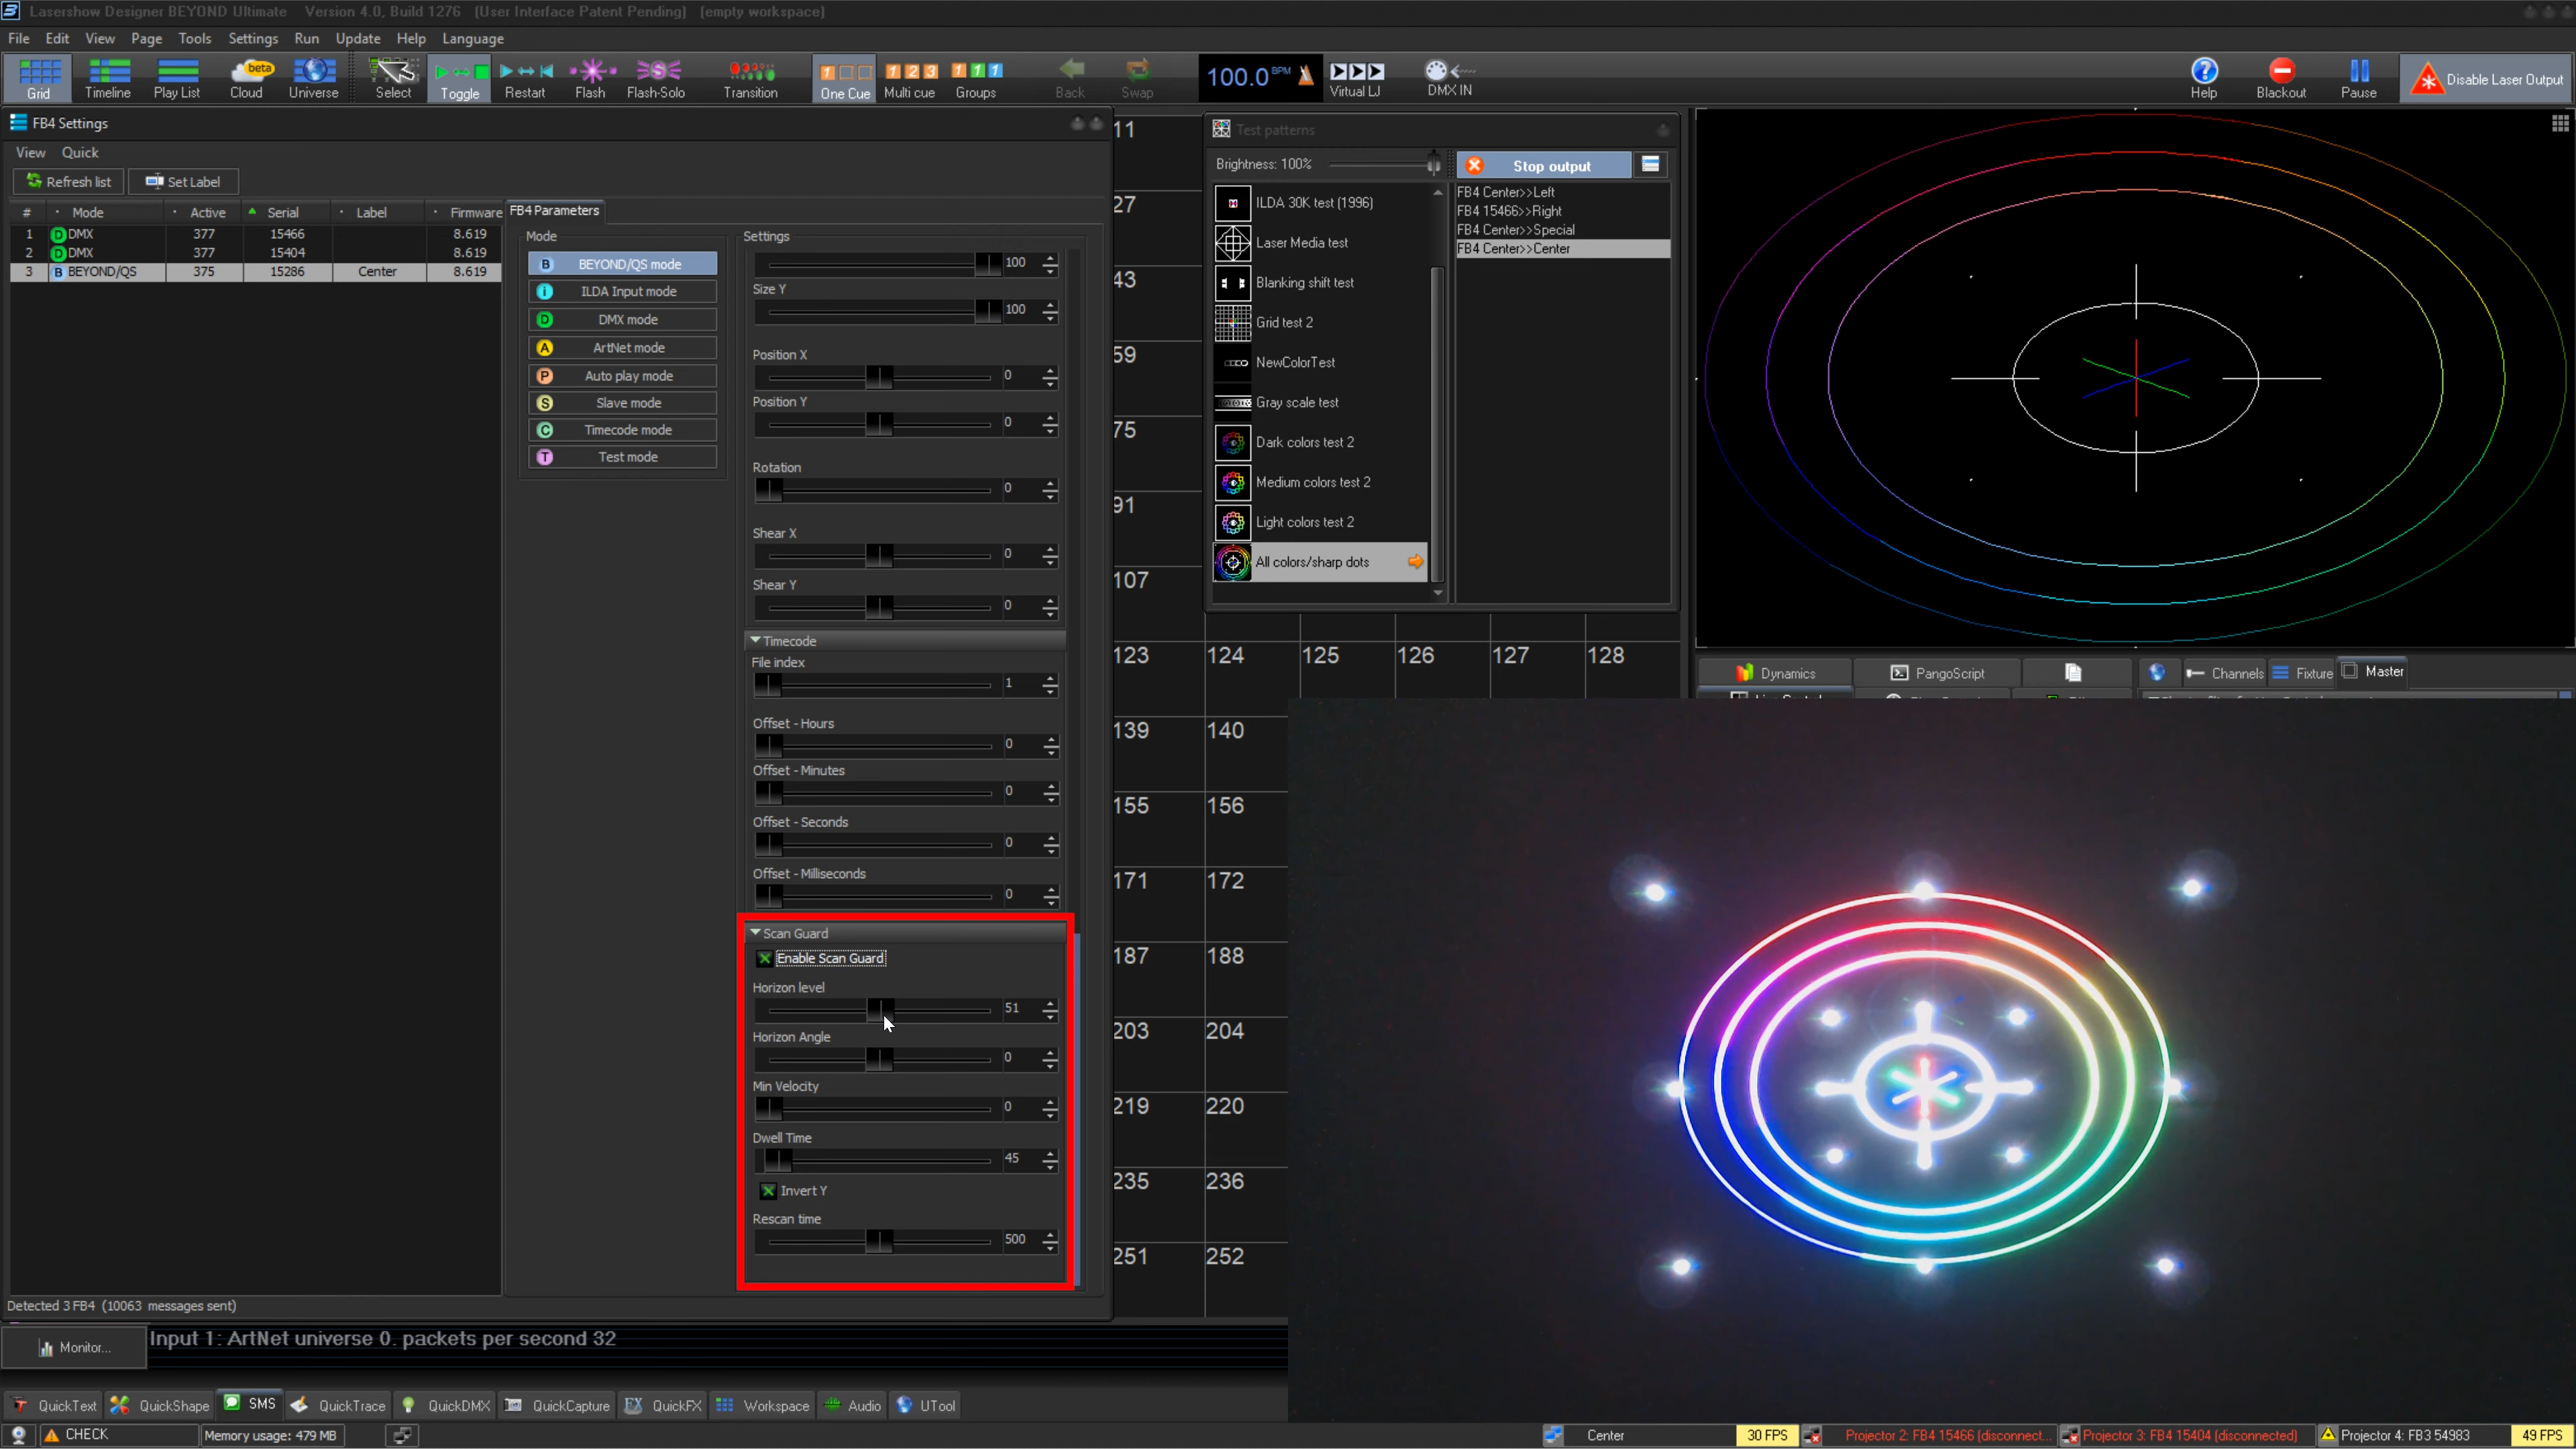 Lasershow Designer BEYOND Ultimate Version 4.0, Build 1276 (User Interface Patent Pending) (empty workspace)
File Edit View Page Tools Settings Run Update Help Language
Grid Timeline Play List beta Cloud Universe Select Toggle Restart Flash Flash-Solo Transition One Cue Multi cue Groups Back Swap 100.0 BPM Virtual LJ DMX IN Help Blackout Pause Disable Laser Output
FB4 Settings
View Quick
Refresh list Set Label
# Mode Active Serial Label Firmware
1 D DMX 377 15466 8.619
2 D DMX 377 15404 8.619
3 B BEYOND/QS 375 15286 Center 8.619
FB4 Parameters
Mode
B BEYOND/QS mode
i ILDA Input mode
D DMX mode
A ArtNet mode
P Auto play mode
S Slave mode
C Timecode mode
T Test mode
Settings
100
Size Y
100
Position X
0
Position Y
0
Rotation
0
Shear X
0
Shear Y
0
Timecode
File index
1
Offset - Hours
0
Offset - Minutes
0
Offset - Seconds
0
Offset - Milliseconds
0
Scan Guard
Enable Scan Guard
Horizon level
51
Horizon Angle
0
Min Velocity
0
Dwell Time
45
Invert Y
Rescan time
500
11
27
43
59
75
91
107
123 124 125 126 127 128
139 140
155 156
171 172
187 188
203 204
219 220
235 236
251 252
Test patterns
Brightness: 100%
Stop output
ILDA 30K test (1996)
Laser Media test
Blanking shift test
Grid test 2
NewColorTest
Gray scale test
Dark colors test 2
Medium colors test 2
Light colors test 2
All colors/sharp dots
FB4 Center>>Left
FB4 15466>>Right
FB4 Center>>Special
FB4 Center>>Center
Dynamics PangoScript Channels Fixture Master
Detected 3 FB4 (10063 messages sent)
Monitor... Input 1: ArtNet universe 0. packets per second 32
QuickText QuickShape SMS QuickTrace QuickDMX QuickCapture QuickFX Workspace Audio UTool
CHECK Memory usage: 479 MB Center 30 FPS Projector 2: FB4 15466 (disconnect... Projector 3: FB4 15404 (disconnected) Projector 4: FB3 54983 49 FPS